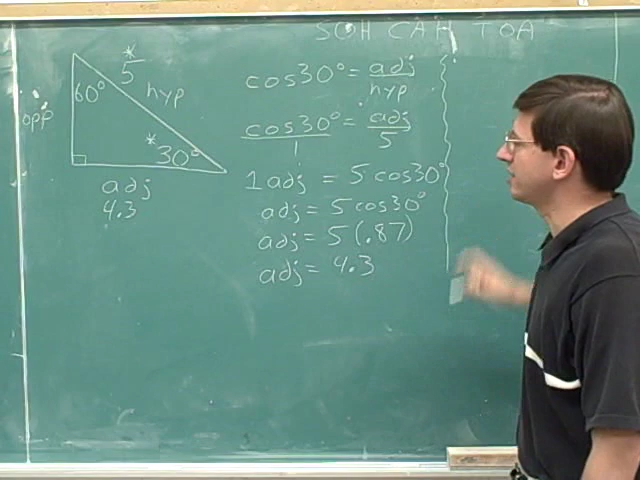 SOH CAH TOA
* 5
hyp
60°
opp
* 30°
adj
4.3
cos30° = adj/hyp
cos30°/1 = adj/5
1adj = 5cos30°
adj = 5cos30°
adj = 5(.87)
adj = 4.3